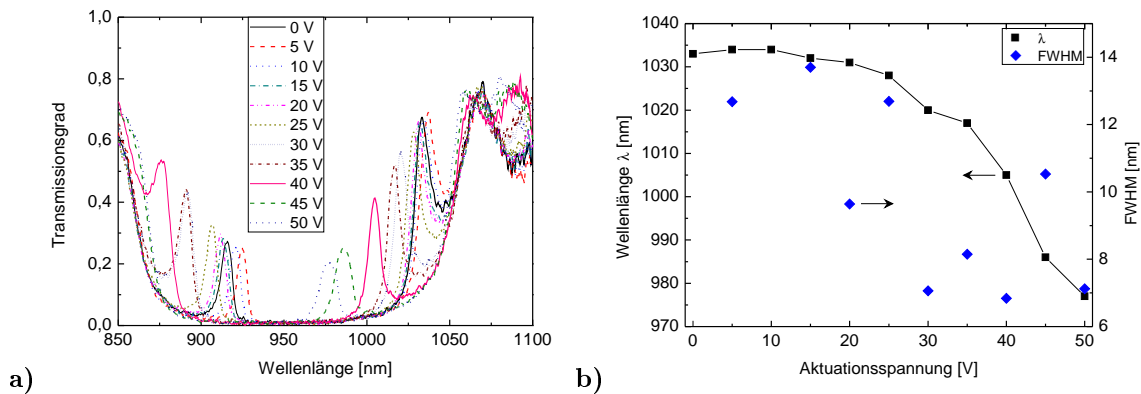 1,0
0,8
0,6
0,4
0,2
0,0
Transmissionsgrad
850
900
950
1000
1050
1100
Wellenlänge [nm]
0 V
5 V
10 V
15 V
20 V
25 V
30 V
35 V
40 V
45 V
50 V
a)
1040
1030
1020
1010
1000
990
980
970
Wellenlänge λ [nm]
0
10
20
30
40
50
Aktuationsspannung [V]
λ
FWHM
14
12
10
8
6
FWHM [nm]
b)